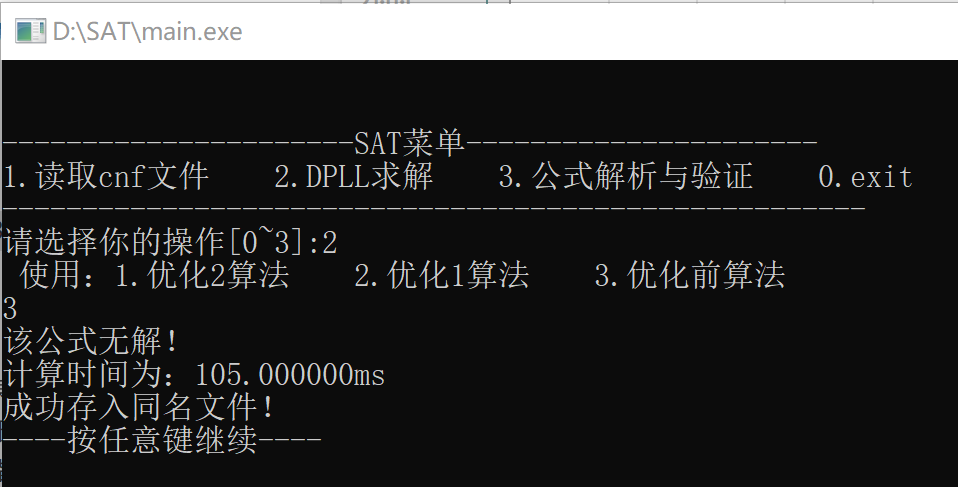 D:\SAT\main.exe
----------------------SAT菜单----------------------
1.读取cnf文件    2.DPLL求解    3.公式解析与验证    0.exit
------------------------------------------------------
请选择你的操作[0~3]:2
 使用：1.优化2算法    2.优化1算法    3.优化前算法
3
该公式无解！
计算时间为：105.000000ms
成功存入同名文件！
----按任意键继续----